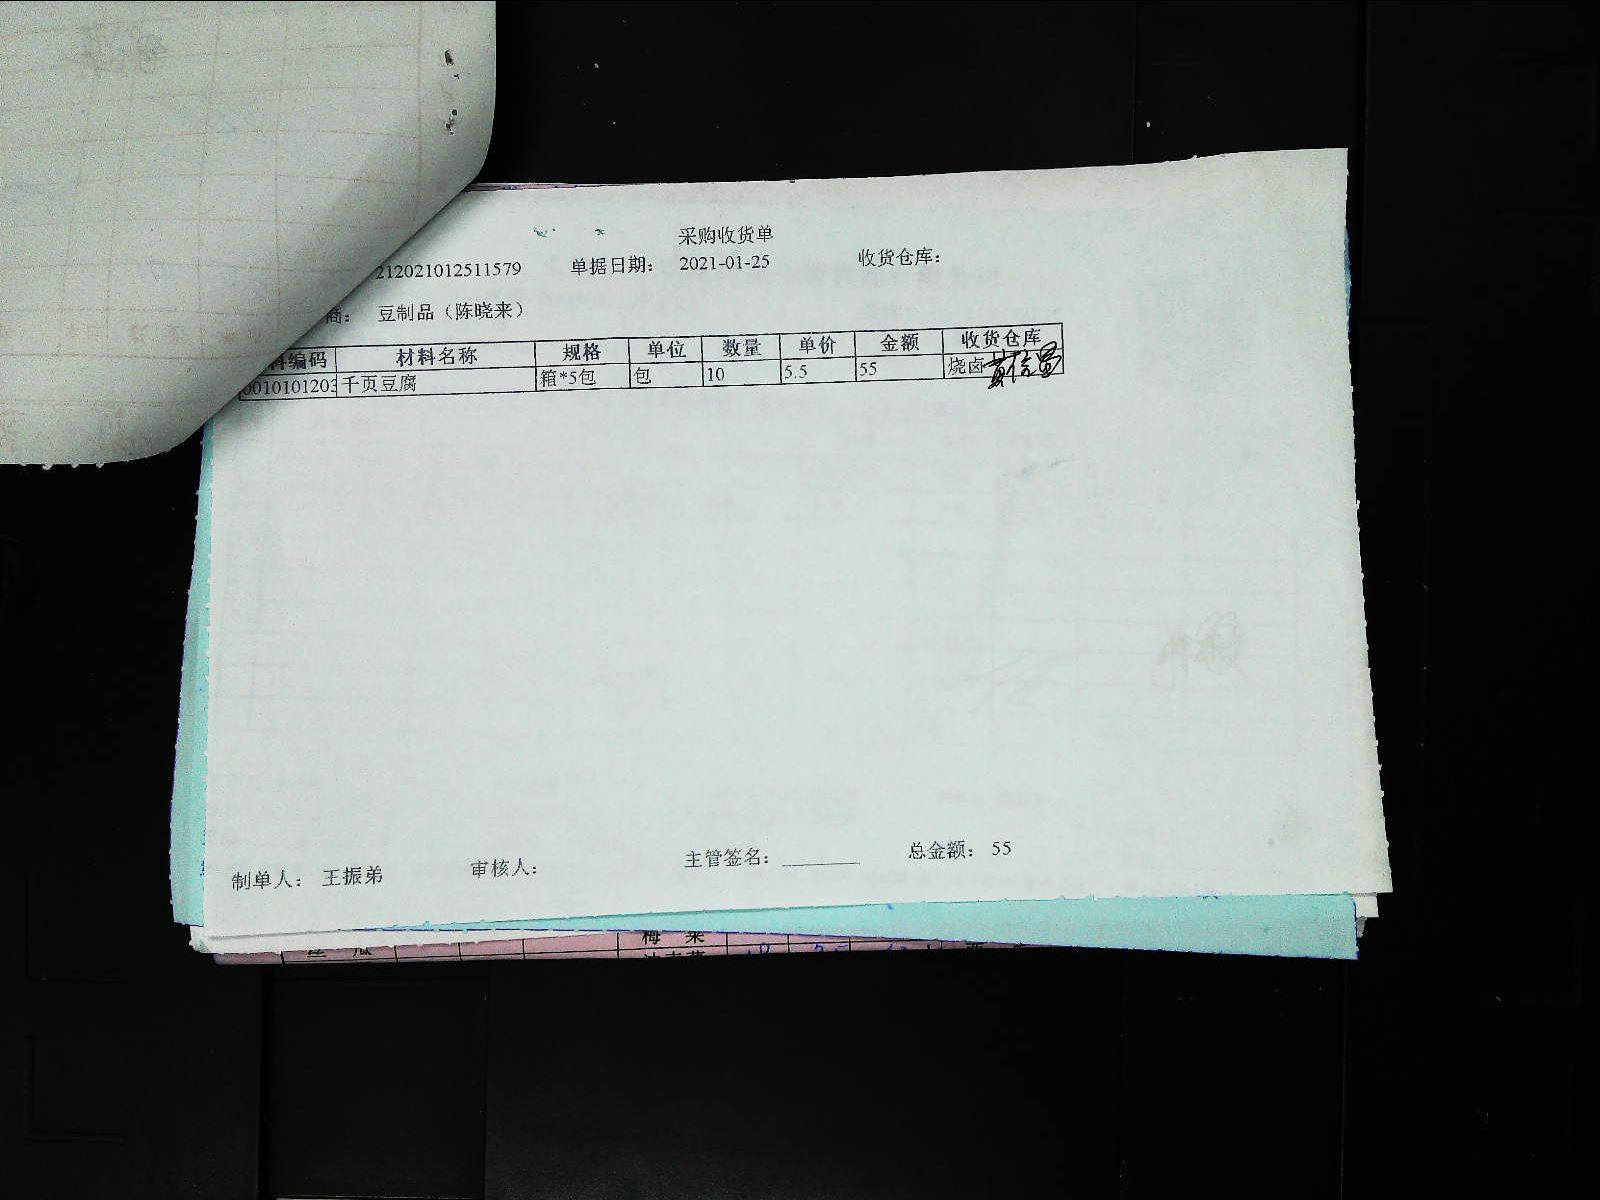 采购收货单
212021012511579 单据日期: 2021-01-25 收货仓库:
商: 豆制品（陈晓来）
料编码 材料名称 规格 单位 数量 单价 金额 收货仓库
0010101203 千页豆腐 箱*5包 包 10 5.5 55 烧卤
制单人: 王振弟 审核人: 主管签名: ________ 总金额: 55
梅 菜